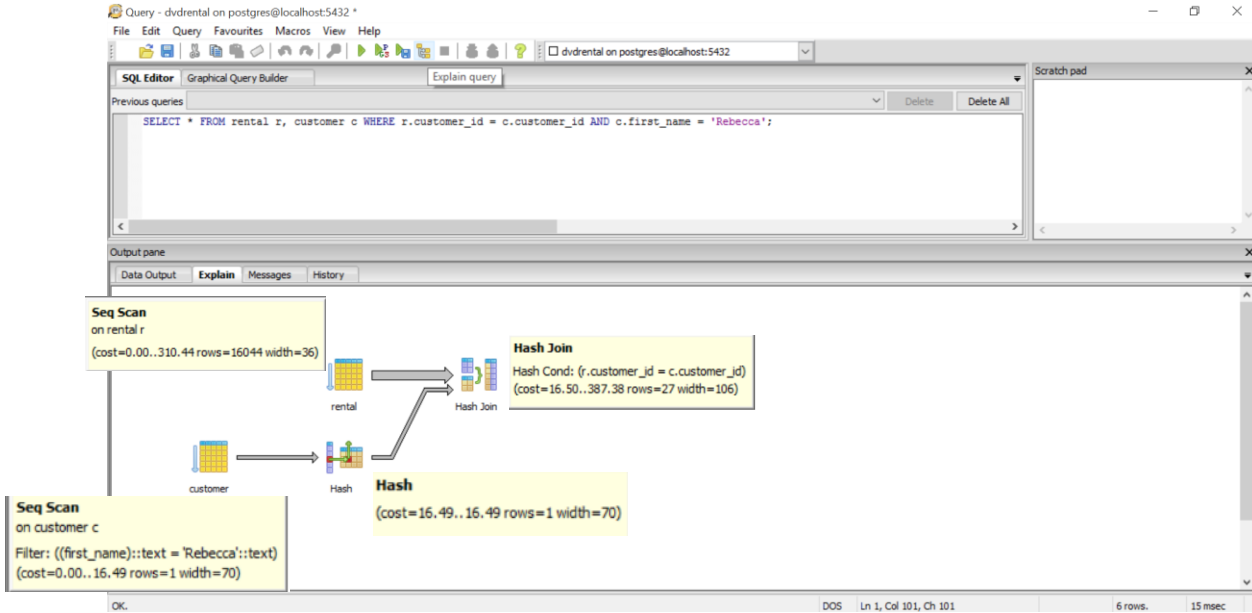 Query - dvdrental on postgres@localhost:5432 *
File Edit Query Favourites Macros View Help
dvdrental on postgres@localhost:5432
SQL Editor Graphical Query Builder
Explain query
Scratch pad
Previous queries
Delete Delete All
SELECT * FROM rental r, customer c WHERE r.customer_id = c.customer_id AND c.first_name = 'Rebecca';
Output pane
Data Output Explain Messages History
Seq Scan
on rental r
(cost=0.00..310.44 rows=16044 width=36)
rental
Hash Join
Hash Join
Hash Cond: (r.customer_id = c.customer_id)
(cost=16.50..387.38 rows=27 width=106)
customer
Hash
Hash
(cost=16.49..16.49 rows=1 width=70)
Seq Scan
on customer c
Filter: ((first_name)::text = 'Rebecca'::text)
(cost=0.00..16.49 rows=1 width=70)
OK. DOS Ln 1, Col 101, Ch 101 6 rows. 15 msec